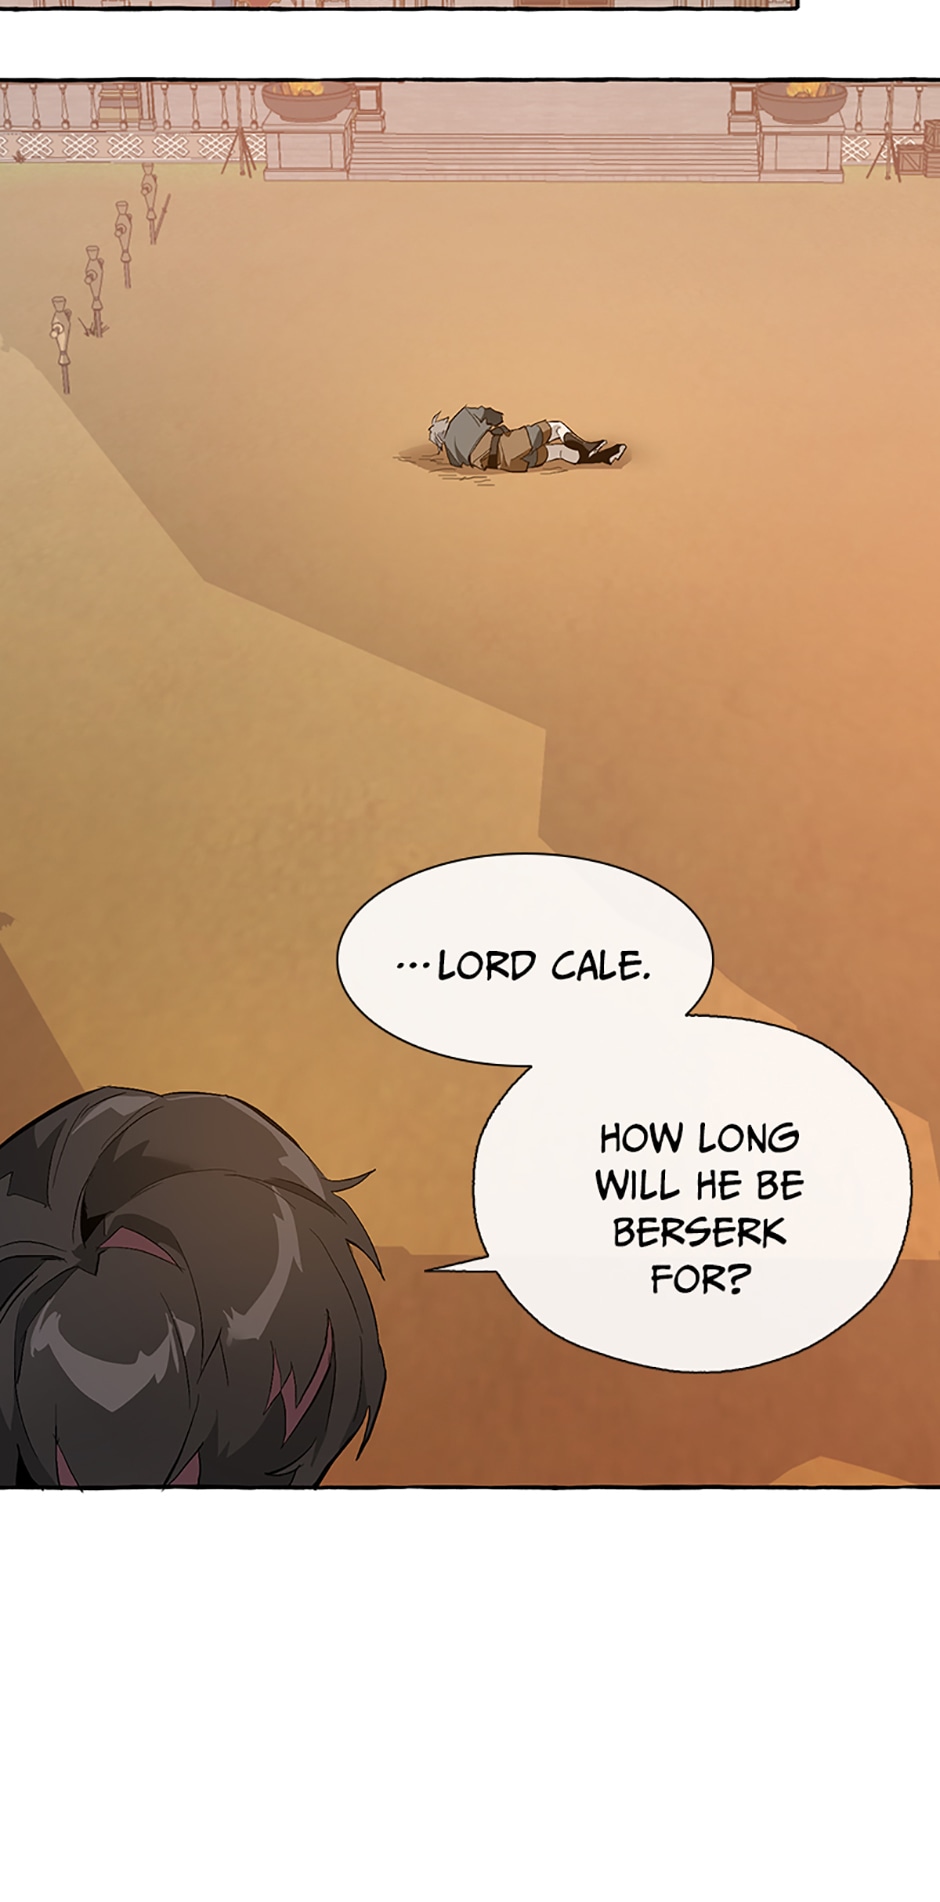 ...LORD CALE.
HOW LONG
WILL HE BE
BERSERK
FOR?